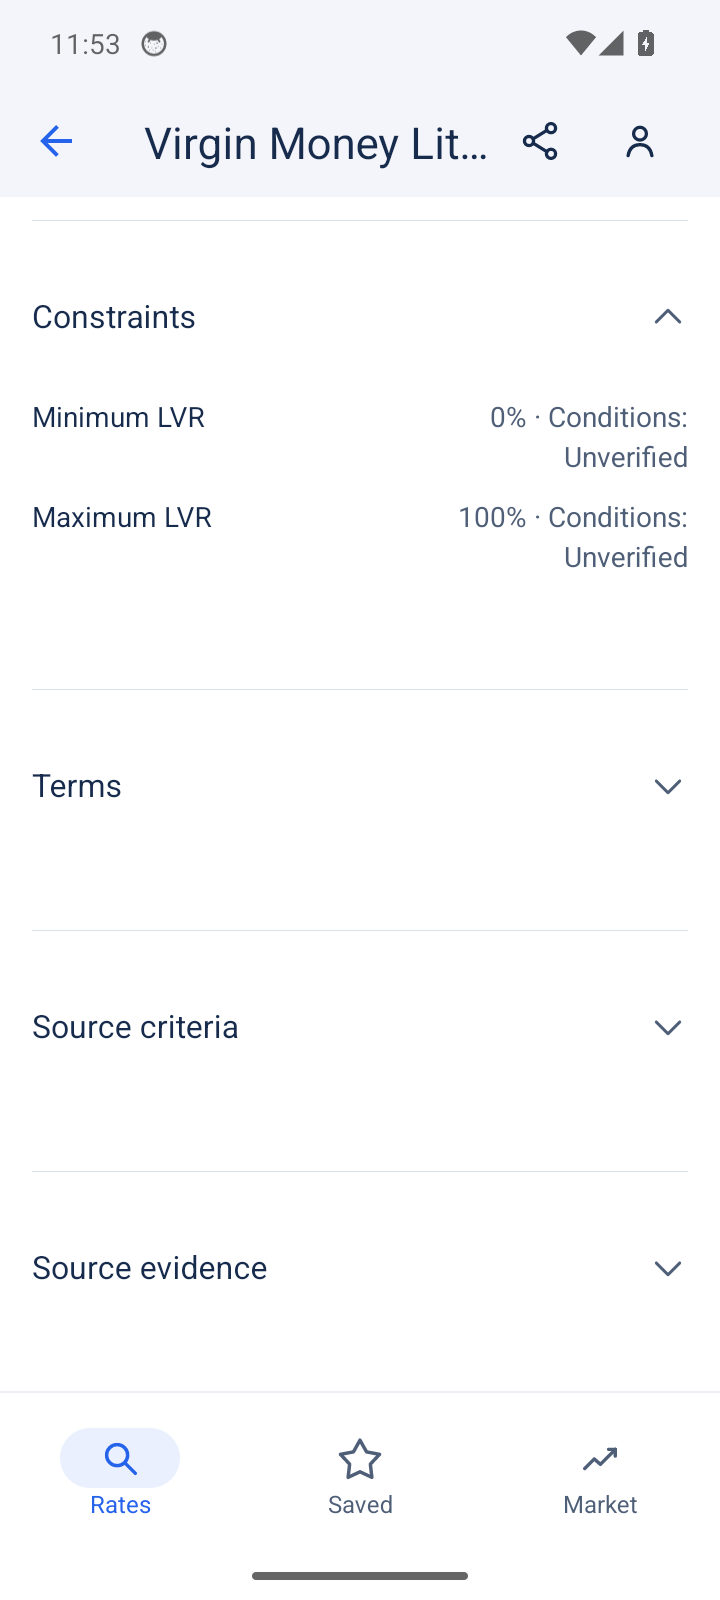 11:53
Virgin Money Lit...
Constraints
Minimum LVR
0% · Conditions:
Unverified
Maximum LVR
100% · Conditions:
Unverified
Terms
Source criteria
Source evidence
Rates
Saved
Market